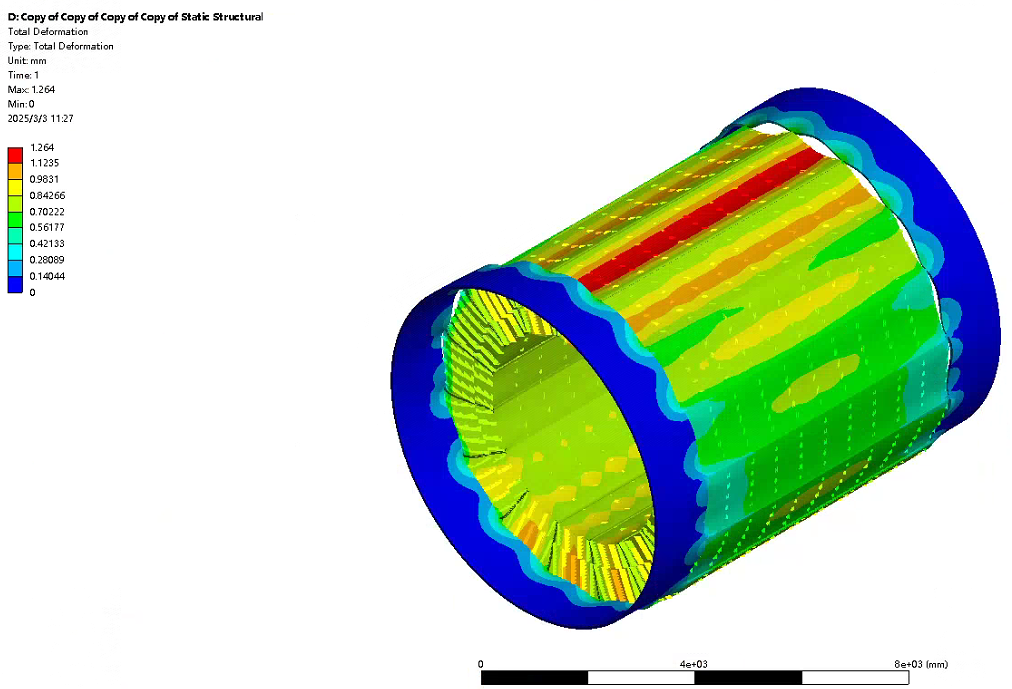 D: Copy of Copy of Copy of Copy of Static Structural
Total Deformation
Type: Total Deformation
Unit: mm
Time: 1
Max: 1.264
Min: 0
2025/3/3 11:27
1.264
1.1235
0.9831
0.84266
0.70222
0.56177
0.42133
0.28089
0.14044
0
0 4e+03 8e+03 (mm)